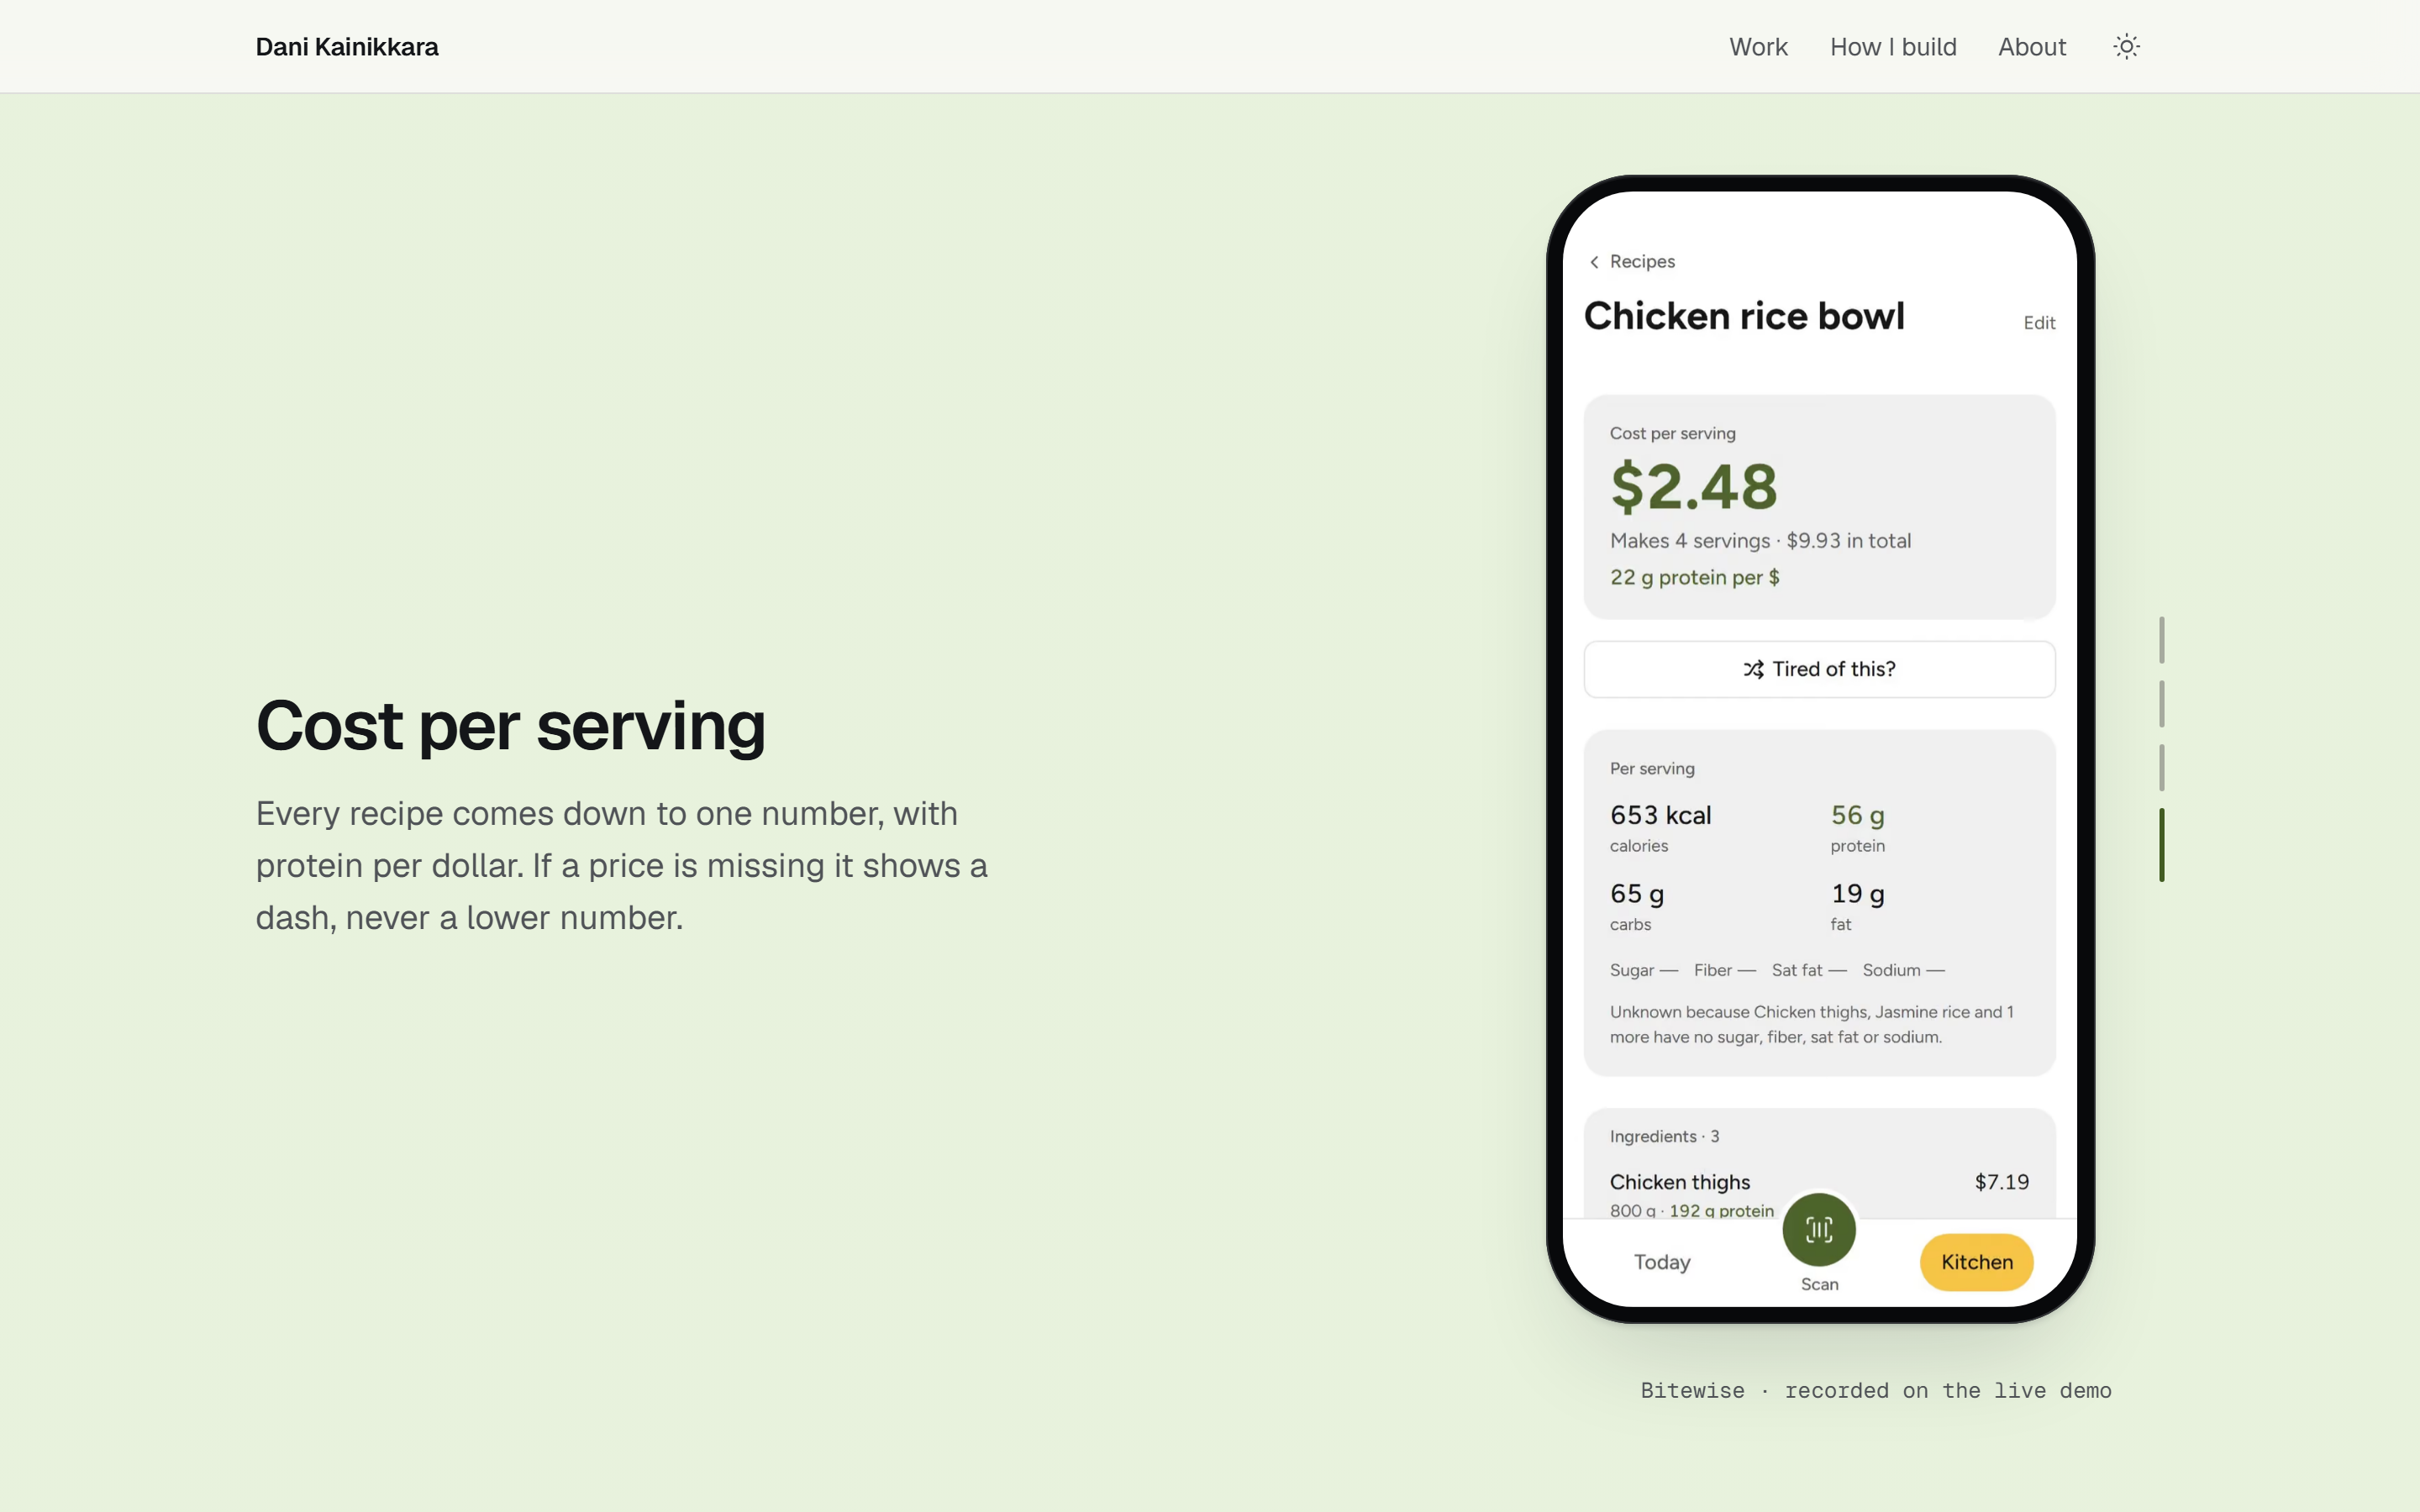 Dani Kainikkara
Work
How I build
About
Cost per serving
Every recipe comes down to one number, with
protein per dollar. If a price is missing it shows a
dash, never a lower number.
Recipes
Chicken rice bowl
Edit
Cost per serving
$2.48
Makes 4 servings · $9.93 in total
22 g protein per $
Tired of this?
Per serving
653 kcal
calories
56 g
protein
65 g
carbs
19 g
fat
Sugar — Fiber — Sat fat — Sodium —
Unknown because Chicken thighs, Jasmine rice and 1
more have no sugar, fiber, sat fat or sodium.
Ingredients · 3
Chicken thighs
$7.19
800 g · 192 g protein
Today
Scan
Kitchen
Bitewise · recorded on the live demo